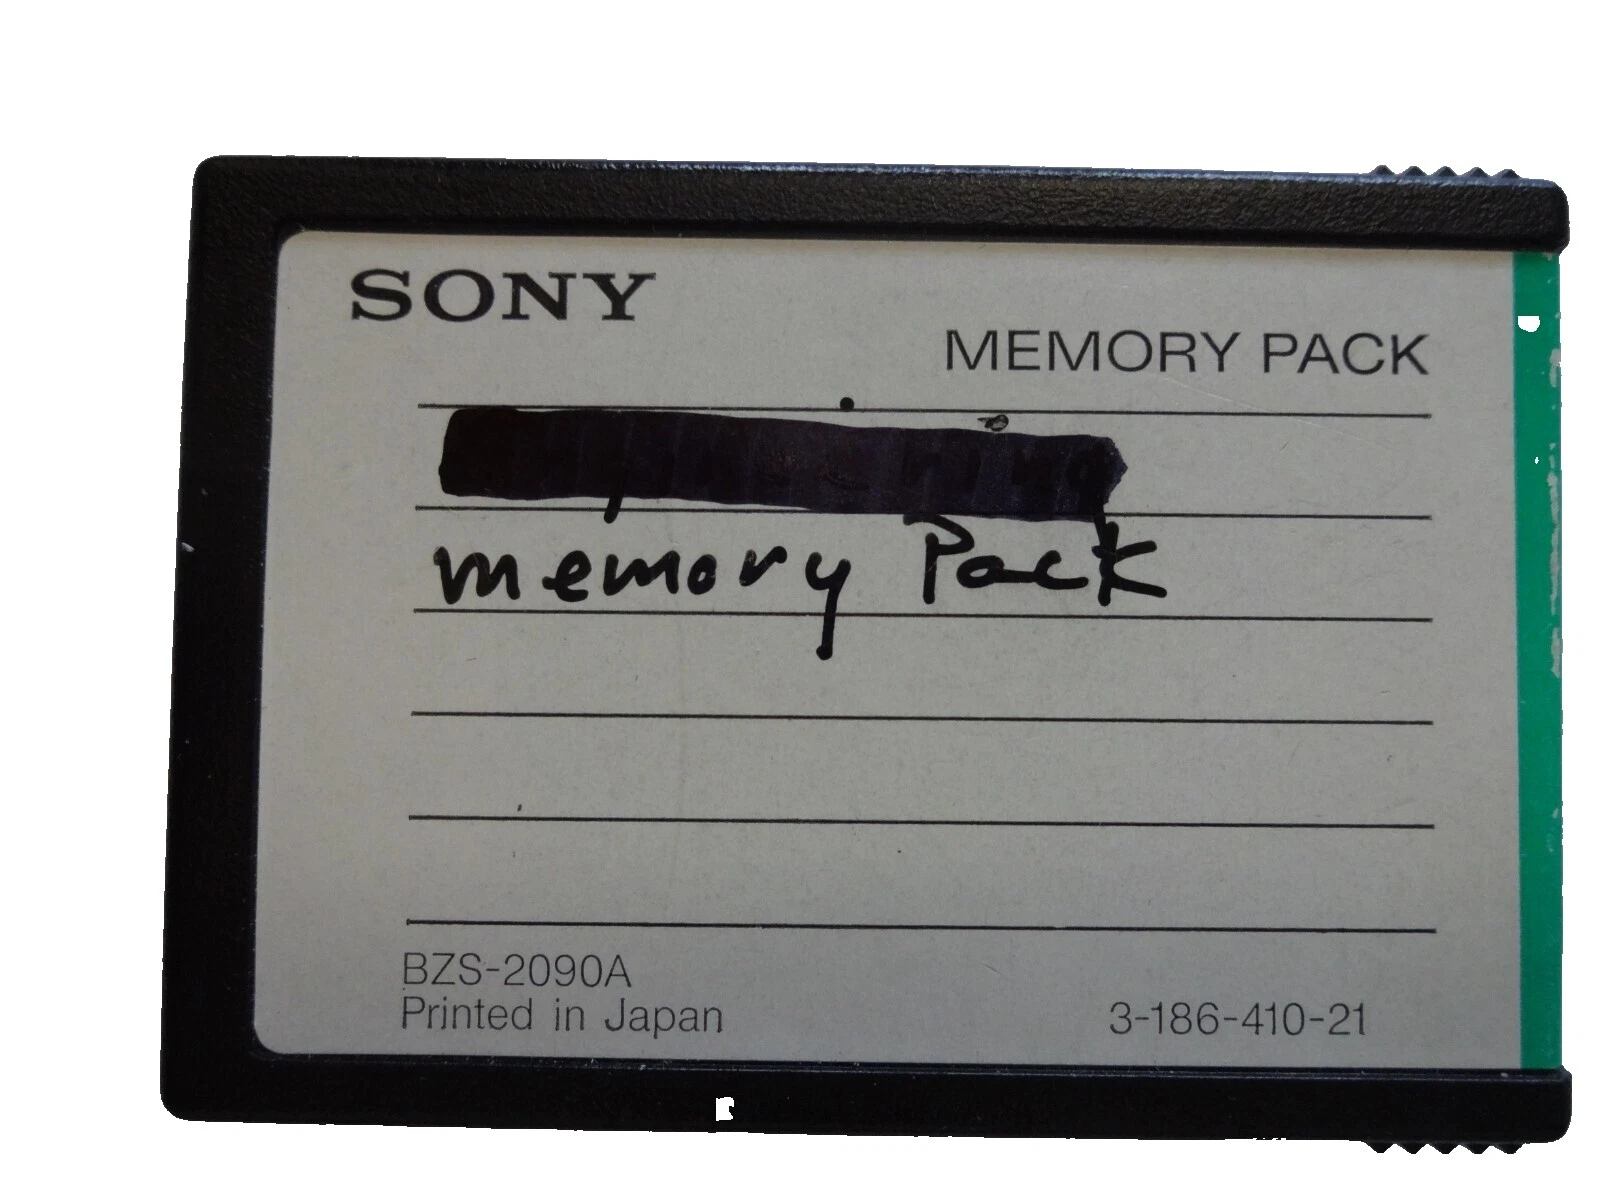 SONY
MEMORY PACK
memory Pack
BZS-2090A
Printed in Japan
3-186-410-21